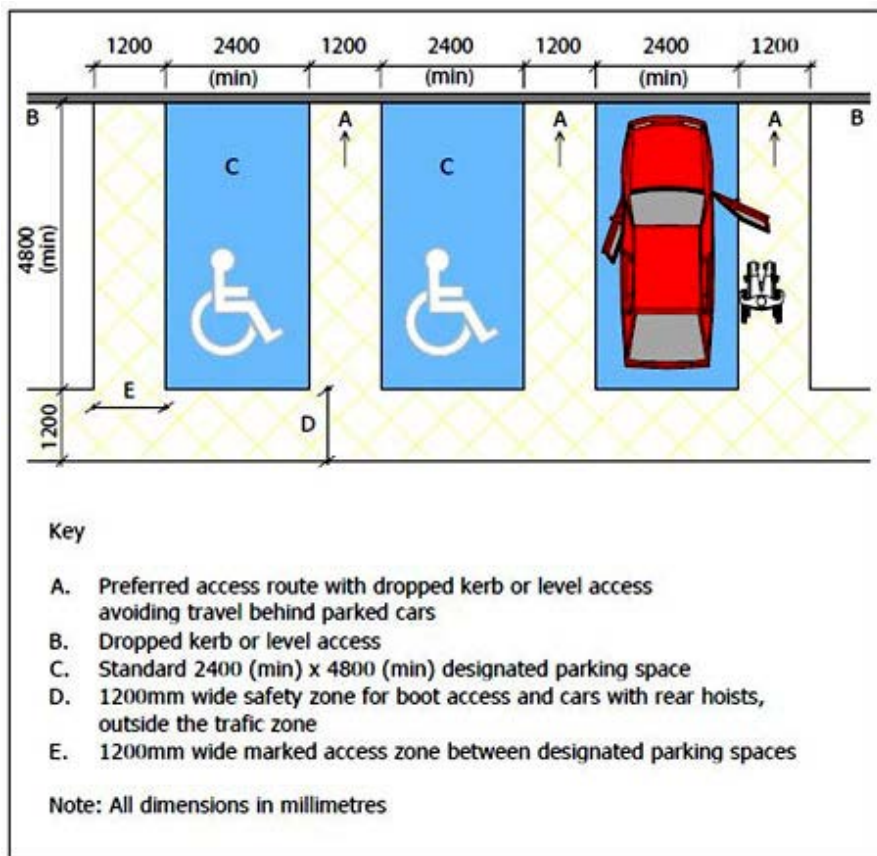 1200 2400 1200 2400 1200 2400 1200
(min) (min) (min)
B A A A B
C C
4800
(min)
E
D
1200
Key
A. Preferred access route with dropped kerb or level access
avoiding travel behind parked cars
B. Dropped kerb or level access
C. Standard 2400 (min) x 4800 (min) designated parking space
D. 1200mm wide safety zone for boot access and cars with rear hoists,
outside the trafic zone
E. 1200mm wide marked access zone between designated parking spaces
Note: All dimensions in millimetres